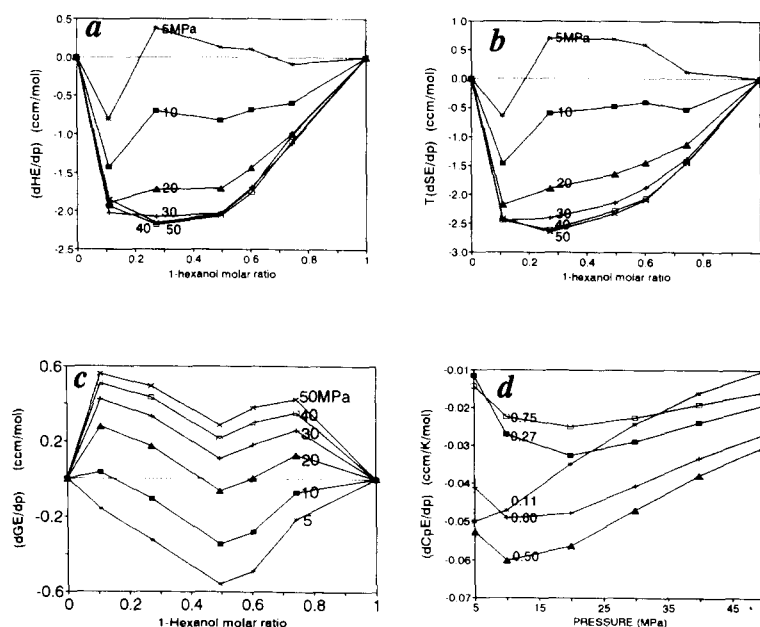 a
5MPa
0.5
0.0
-0.5
-1.0
-1.5
-2.0
-2.5
(dHE/dp) (ccm/mol)
10
20
30
40 50
0 0.2 0.4 0.6 0.8 1
1-hexanol molar ratio
b
5MPa
1.0
0.5
0.0
-0.5
-1.0
-1.5
-2.0
-2.5
-3.0
T(dSE/dp) (ccm/mol)
10
20
30
40
50
0 0.2 0.4 0.6 0.8
1-hexanol molar ratio
c
0.6
0.2
-0.2
-0.6
(dGE/dp) (ccm/mol)
50MPa
40
30
20
10
5
0 0.2 0.4 0.6 0.8 1
1-Hexanol molar ratio
d
-0.01
-0.02
-0.03
-0.04
-0.05
-0.06
-0.07
(dCpE/dp) (ccm/K/mol)
0.75
0.27
0.11
0.60
0.50
5 15 25 35 45
PRESSURE (MPa)